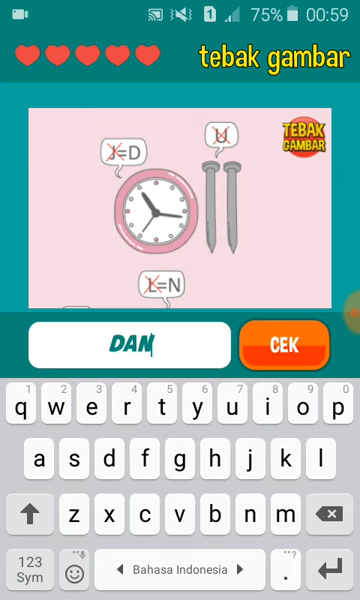 1 75% 00:59
tebak gambar
J=D
U
TEBAK
GAMBAR
L=N
DAN
CEK
1 2 3 4 5 6 7 8 9 0
q w e r t y u i o p
a s d f g h j k l
z x c v b n m
123
Sym
Bahasa Indonesia
. ,,?